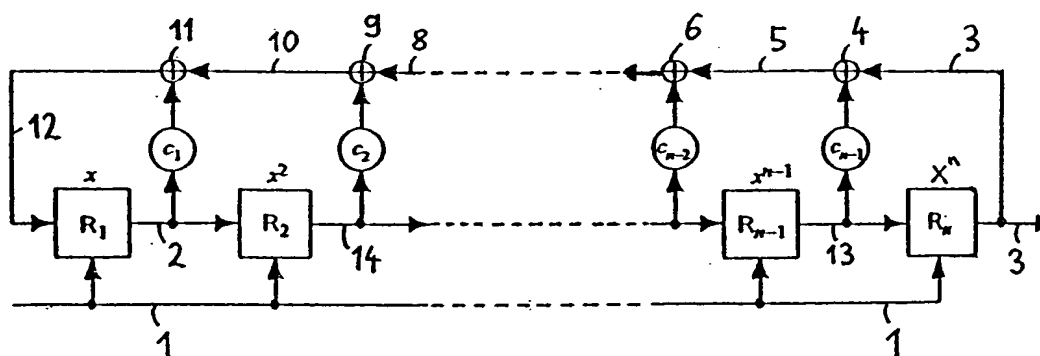 11 10 9 8 6 5 4 3
12 c₁ c₂ cₙ₋₂ cₙ₋₁
x x² xⁿ⁻¹ Xⁿ
R₁ R₂ Rₙ₋₁ Rₙ
2 14 13 3
1 1